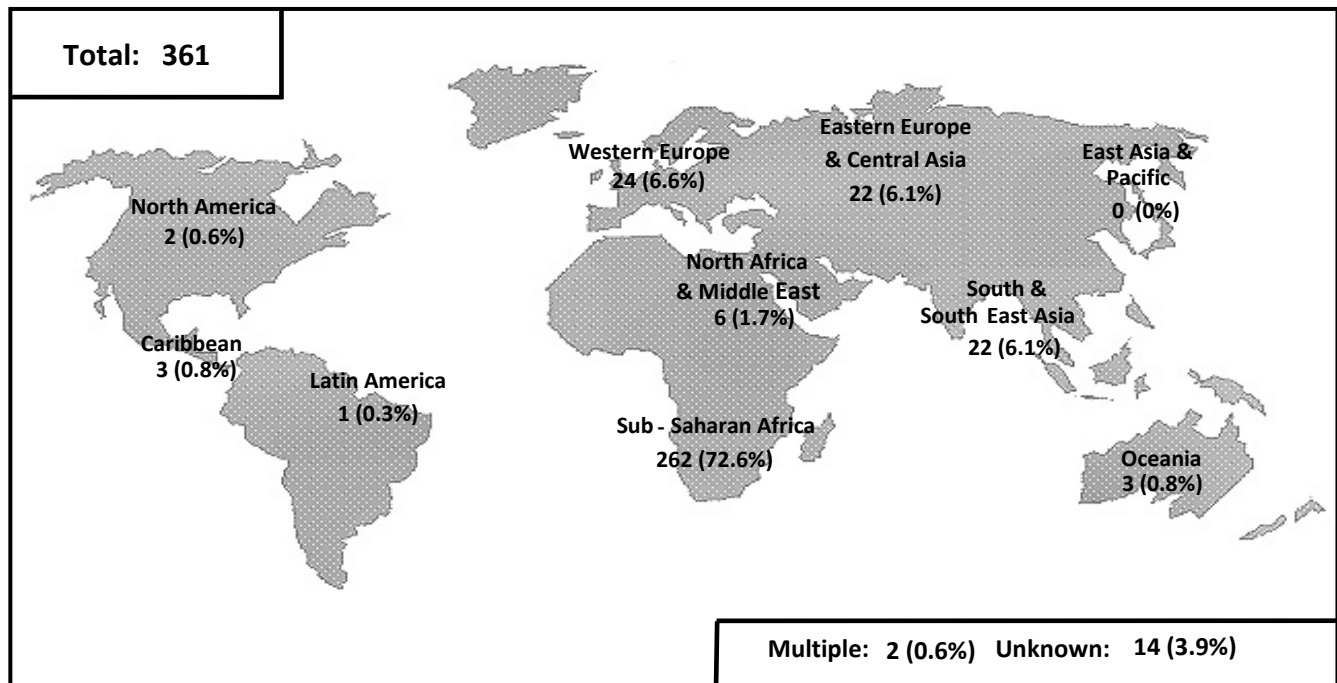 Total: 361
Western Europe
24 (6.6%)
Eastern Europe
& Central Asia
22 (6.1%)
East Asia &
Pacific
0 (0%)
North America
2 (0.6%)
North Africa
& Middle East
6 (1.7%)
South &
South East Asia
22 (6.1%)
Caribbean
3 (0.8%)
Latin America
1 (0.3%)
Sub - Saharan Africa
262 (72.6%)
Oceania
3 (0.8%)
Multiple: 2 (0.6%) Unknown: 14 (3.9%)